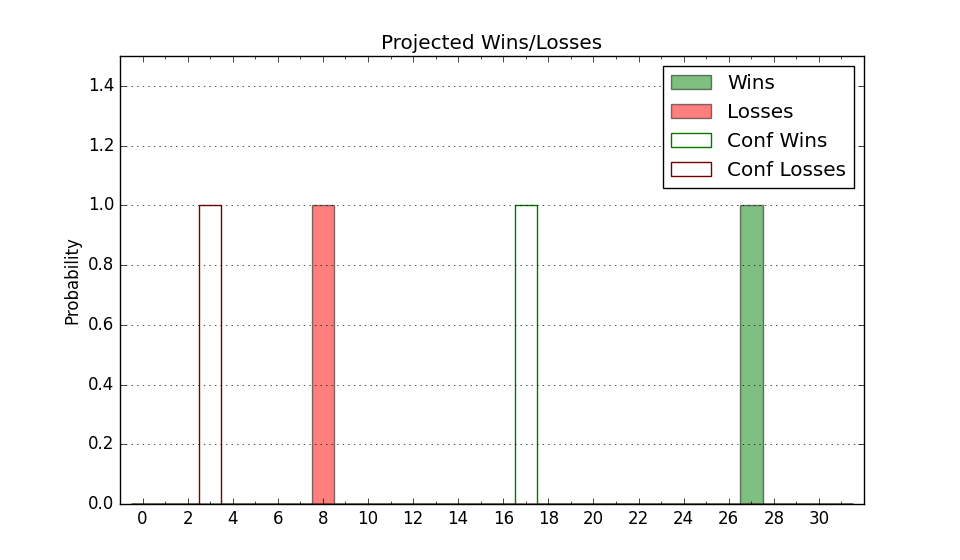 Projected Wins/Losses
Probability
1.4
1.2
1.0
0.8
0.6
0.4
0.2
0.0
0 2 4 6 8 10 12 14 16 18 20 22 24 26 28 30
Wins
Losses
Conf Wins
Conf Losses